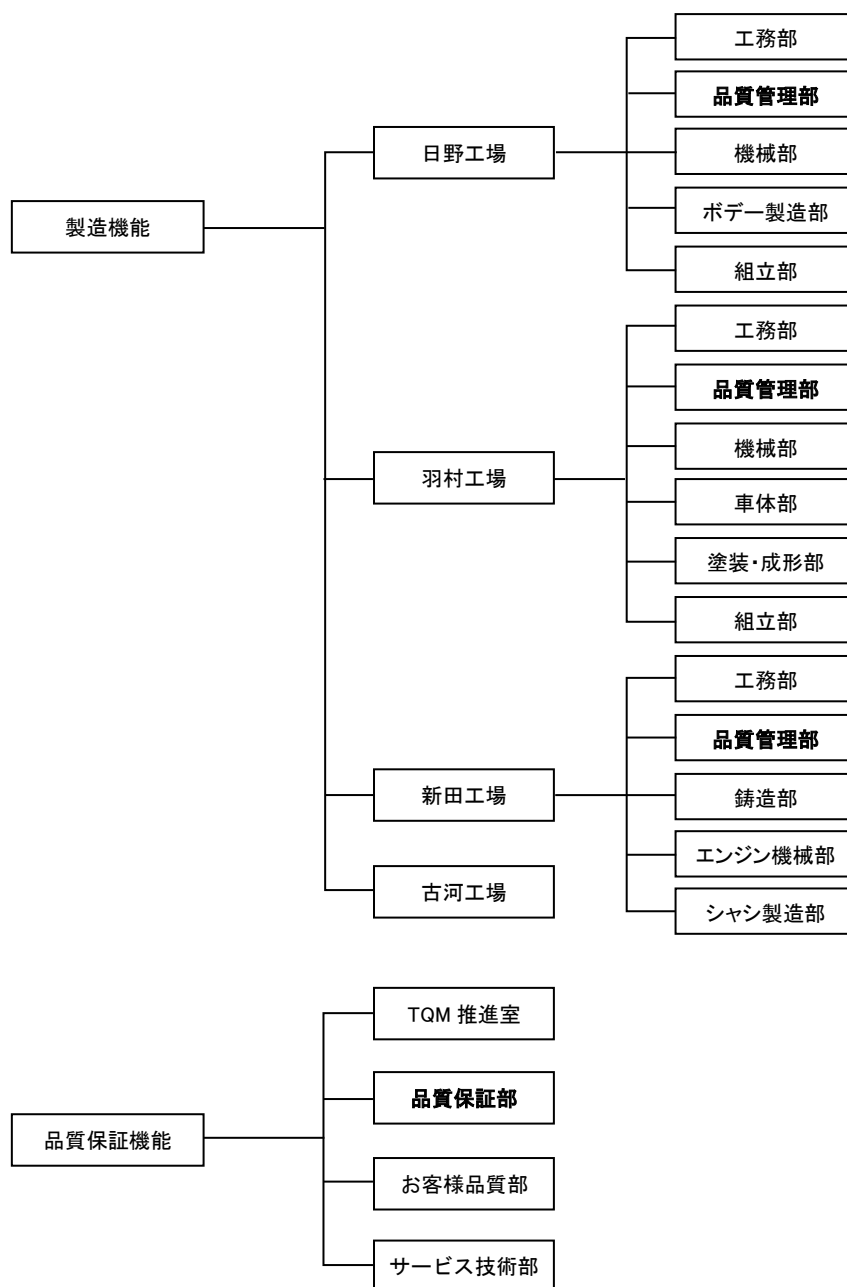 製造機能
日野工場
工務部
品質管理部
機械部
ボデー製造部
組立部
羽村工場
工務部
品質管理部
機械部
車体部
塗装・成形部
組立部
新田工場
工務部
品質管理部
鋳造部
エンジン機械部
シャシ製造部
古河工場
品質保証機能
TQM 推進室
品質保証部
お客様品質部
サービス技術部